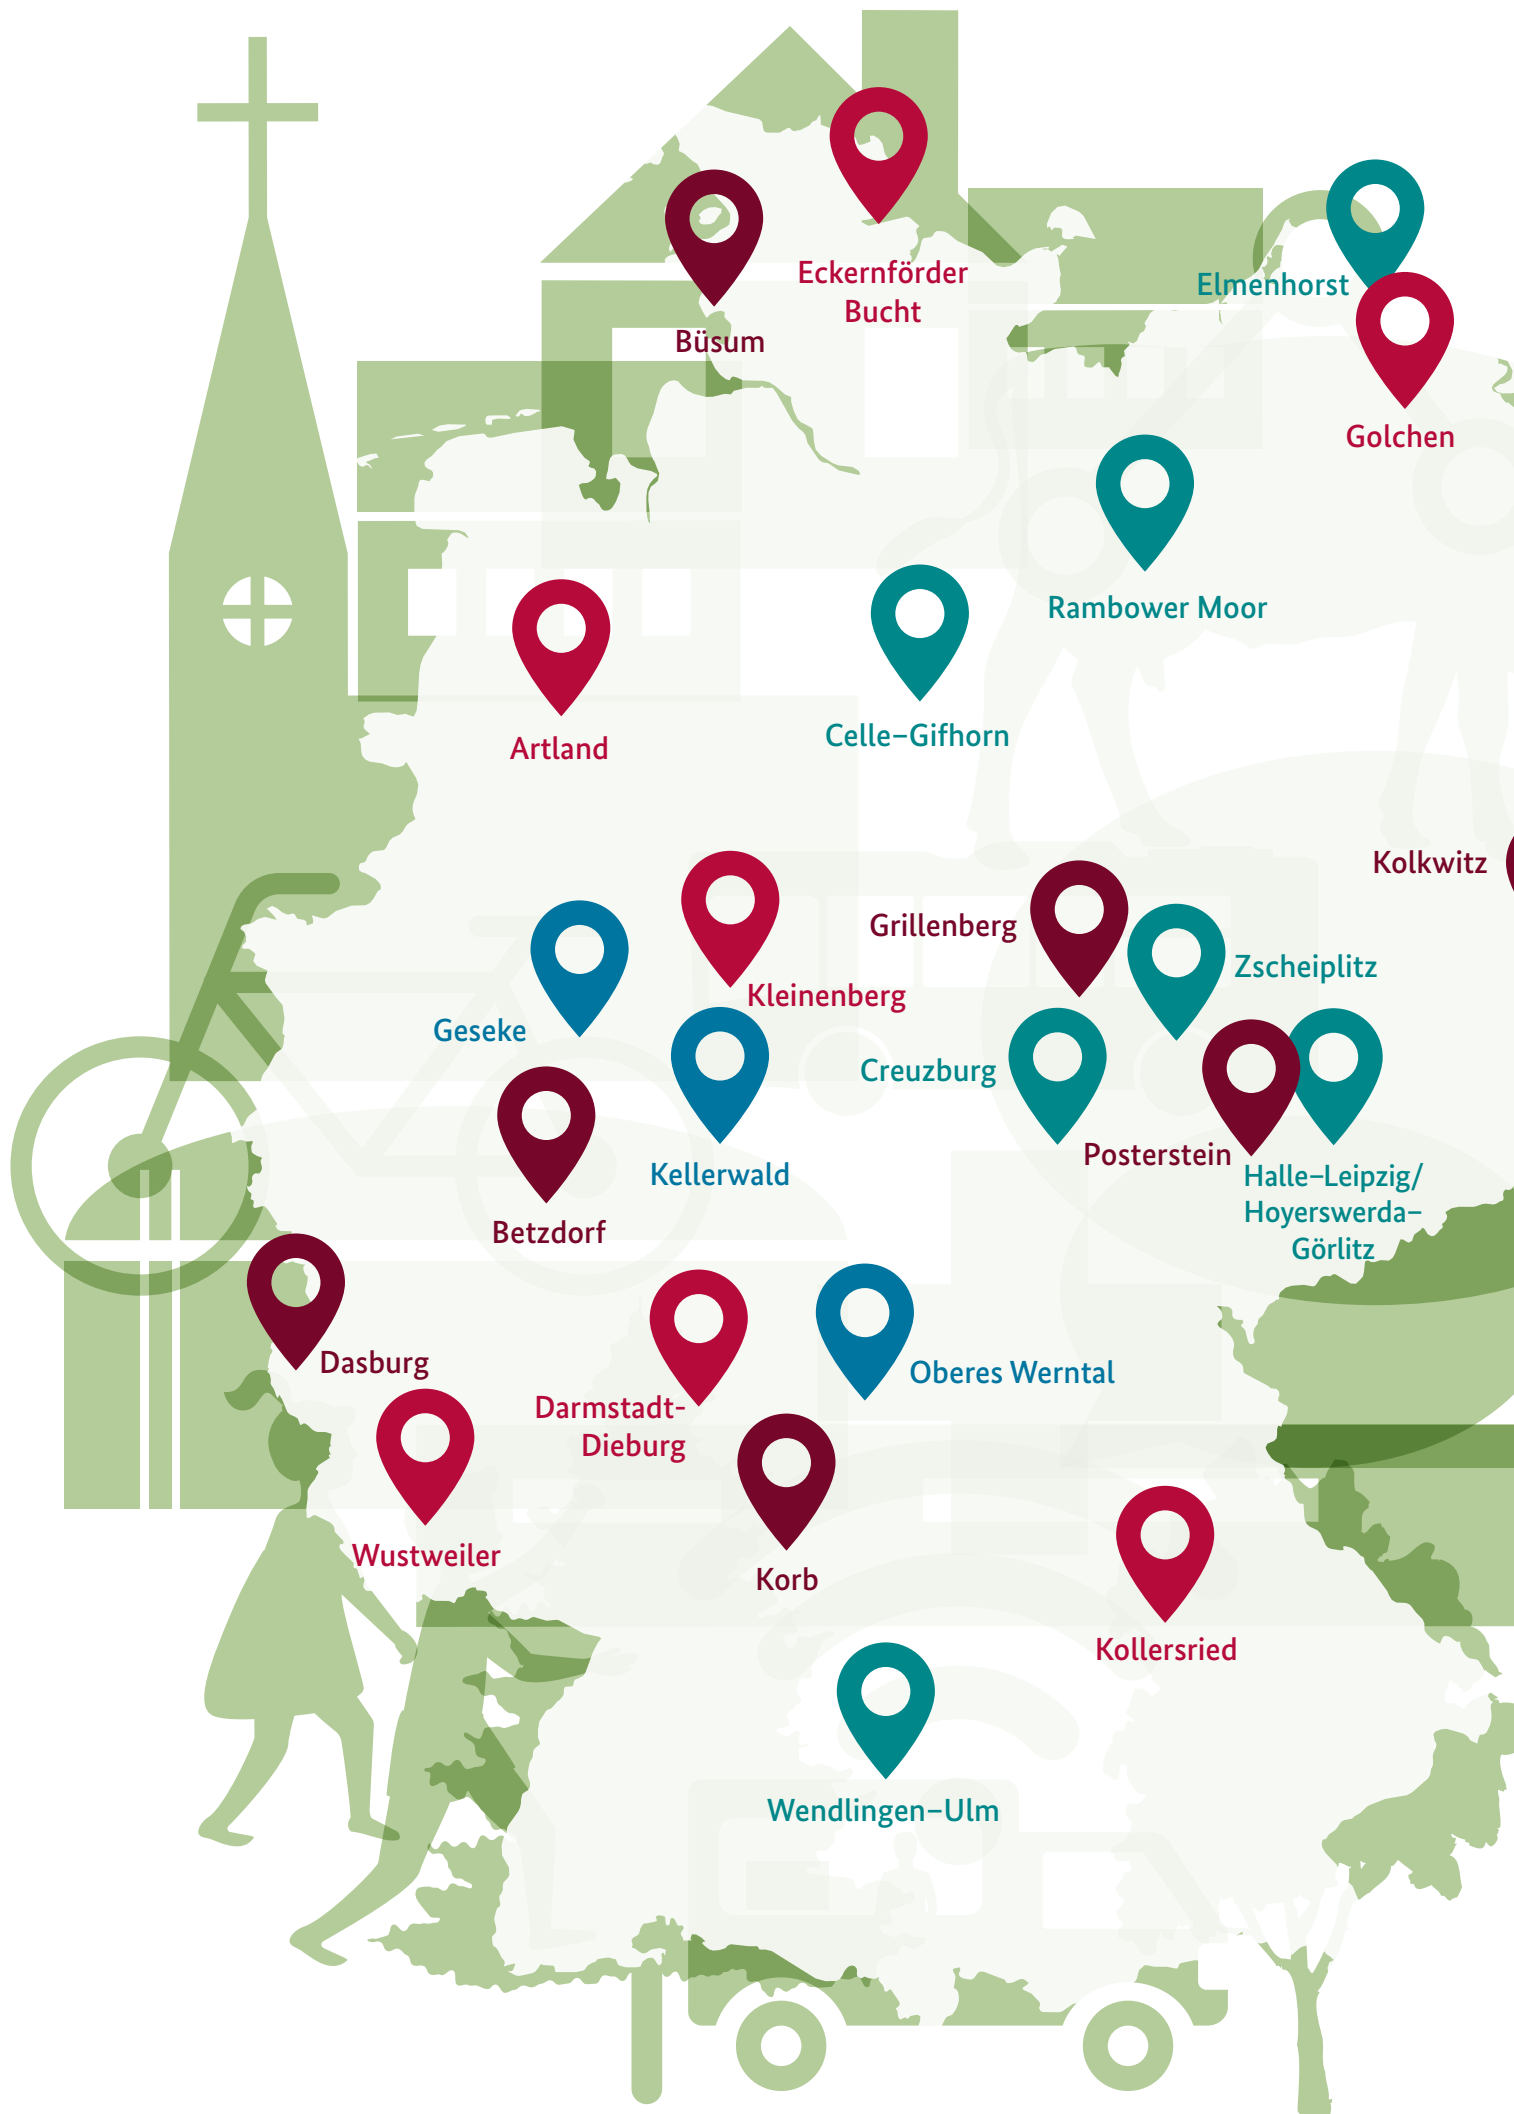 Eckernförder
Bucht
Elmenhorst
Büsum
Golchen
Rambower Moor
Celle–Gifhorn
Artland
Kolkwitz
Grillenberg
Zscheiplitz
Kleinenberg
Geseke
Creuzburg
Posterstein
Kellerwald
Halle–Leipzig/
Hoyerswerda–
Görlitz
Betzdorf
Dasburg
Oberes Werntal
Darmstadt-
Dieburg
Wustweiler
Korb
Kollersried
Wendlingen–Ulm